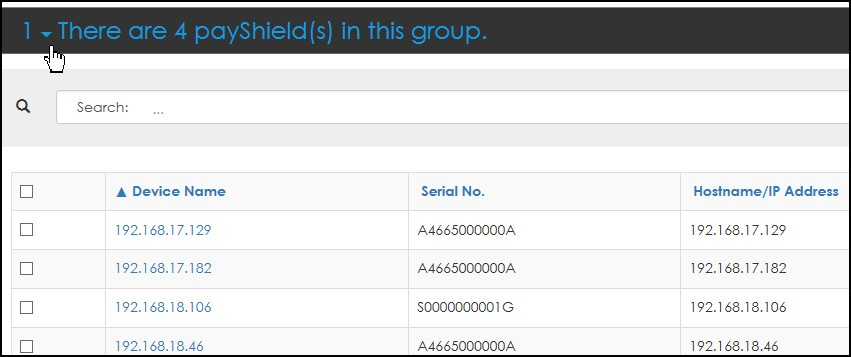 1 There are 4 payShield(s) in this group.
Search: ...
▲ Device Name Serial No. Hostname/IP Address
192.168.17.129 A4665000000A 192.168.17.129
192.168.17.182 A4665000000A 192.168.17.182
192.168.18.106 S0000000001G 192.168.18.106
192.168.18.46 A4665000000A 192.168.18.46